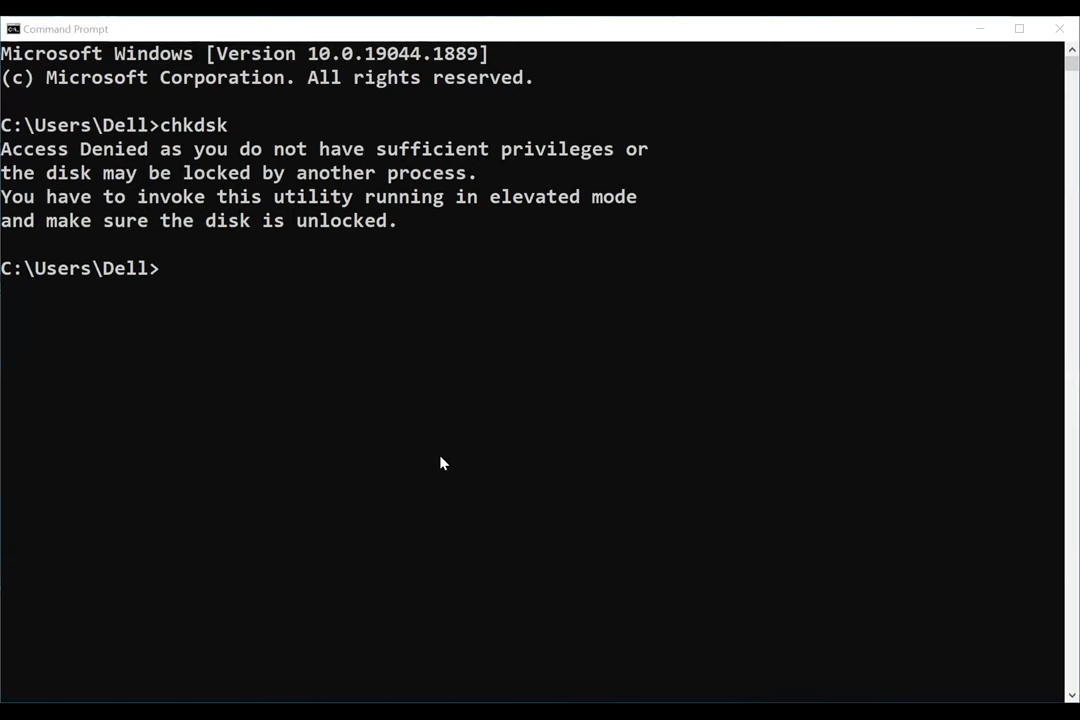 Command Prompt
Microsoft Windows [Version 10.0.19044.1889]
(c) Microsoft Corporation. All rights reserved.
C:\Users\Dell>chkdsk
Access Denied as you do not have sufficient privileges or
the disk may be locked by another process.
You have to invoke this utility running in elevated mode
and make sure the disk is unlocked.
C:\Users\Dell>